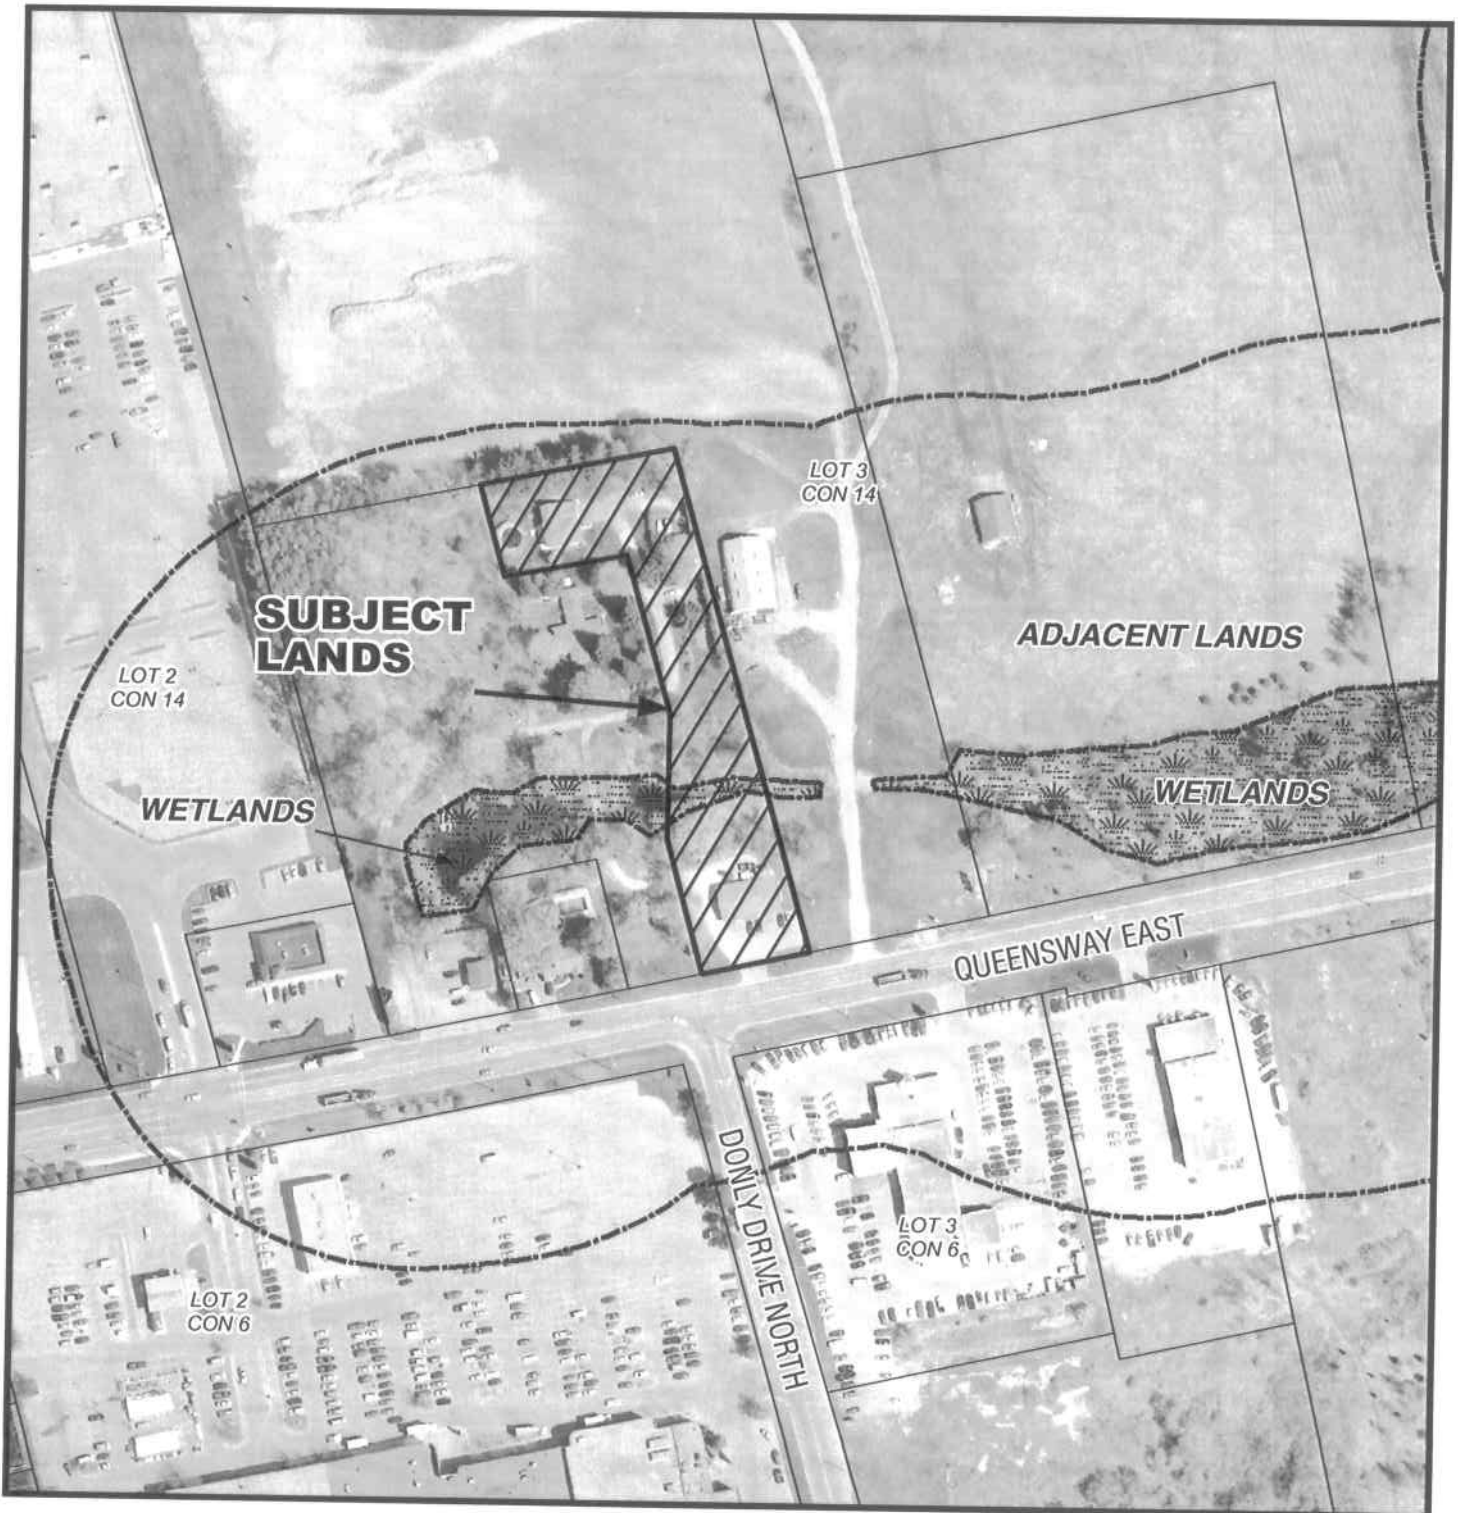 LOT 3
CON 14
SUBJECT
LANDS
ADJACENT LANDS
LOT 2
CON 14
WETLANDS
WETLANDS
QUEENSWAY EAST
DONLY DRIVE NORTH
LOT 3
CON 6
LOT 2
CON 6